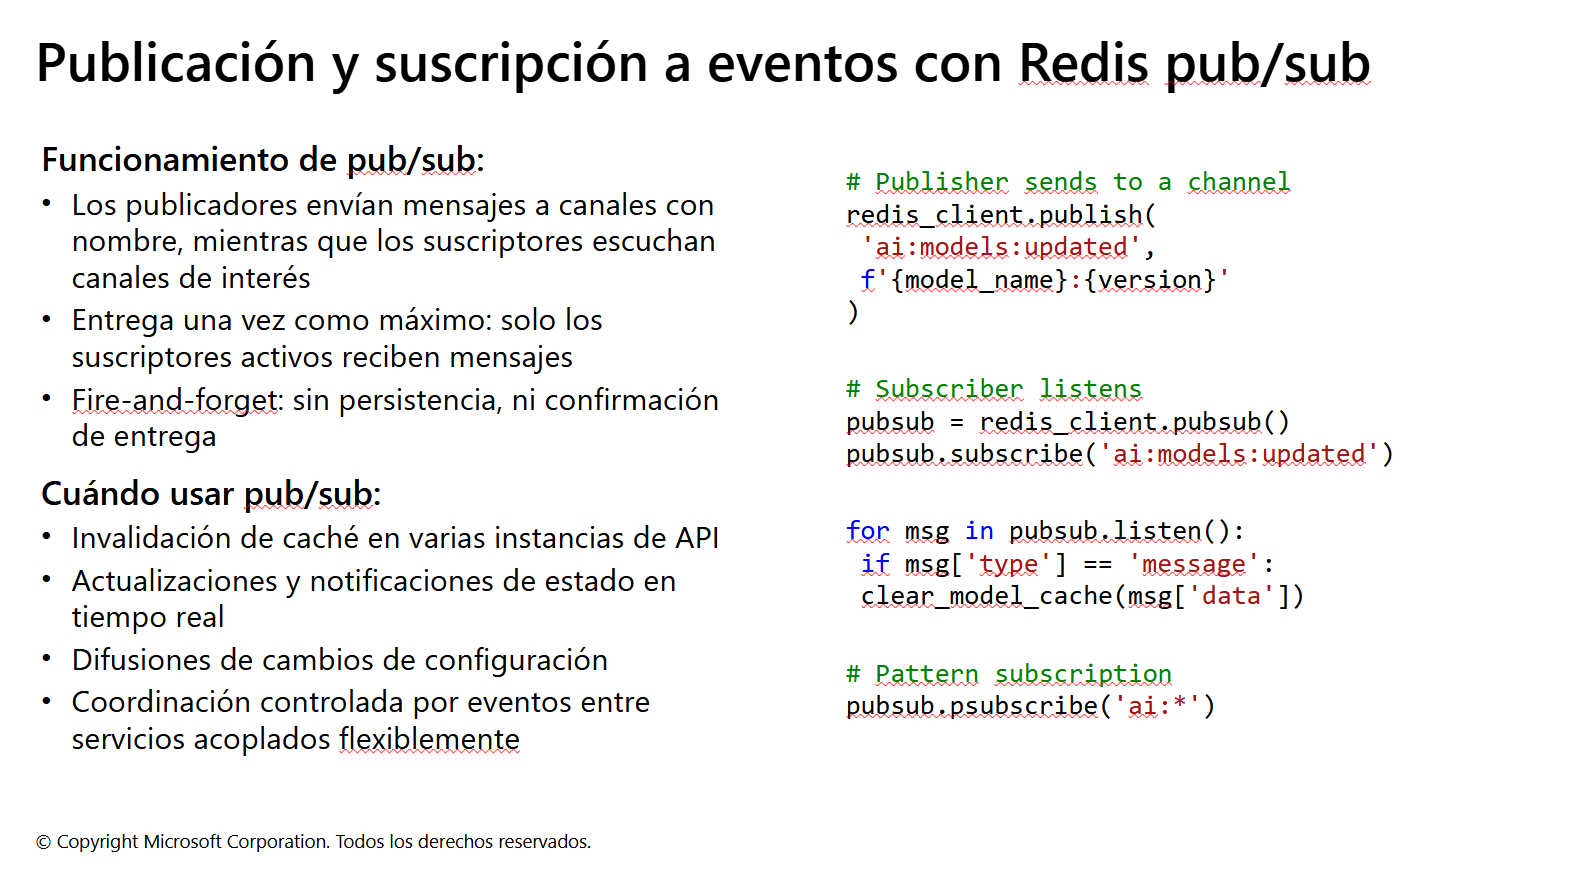 Publicación y suscripción a eventos con Redis pub/sub
Funcionamiento de pub/sub:
• Los publicadores envían mensajes a canales con
nombre, mientras que los suscriptores escuchan
canales de interés
• Entrega una vez como máximo: solo los
suscriptores activos reciben mensajes
• Fire-and-forget: sin persistencia, ni confirmación
de entrega
Cuándo usar pub/sub:
• Invalidación de caché en varias instancias de API
• Actualizaciones y notificaciones de estado en
tiempo real
• Difusiones de cambios de configuración
• Coordinación controlada por eventos entre
servicios acoplados flexiblemente
# Publisher sends to a channel
redis_client.publish(
 'ai:models:updated',
 f'{model_name}:{version}'
)
# Subscriber listens
pubsub = redis_client.pubsub()
pubsub.subscribe('ai:models:updated')
for msg in pubsub.listen():
 if msg['type'] == 'message':
 clear_model_cache(msg['data'])
# Pattern subscription
pubsub.psubscribe('ai:*')
© Copyright Microsoft Corporation. Todos los derechos reservados.